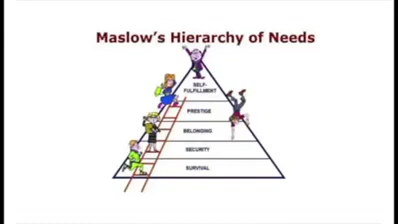 Maslow's Hierarchy of Needs
SELF-
FULFILLMENT
PRESTIGE
BELONGING
SECURITY
SURVIVAL